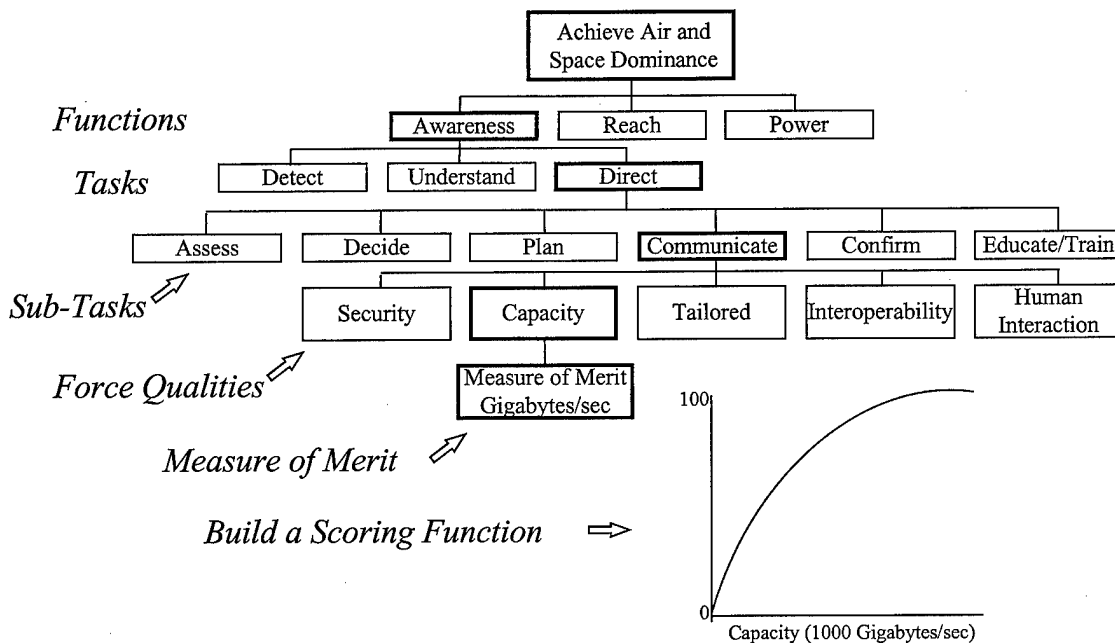 Achieve Air and
Space Dominance
Functions
Awareness
Reach
Power
Tasks
Detect
Understand
Direct
Assess
Decide
Plan
Communicate
Confirm
Educate/Train
Sub-Tasks
Security
Capacity
Tailored
Interoperability
Human
Interaction
Force Qualities
Measure of Merit
Gigabytes/sec
100
Measure of Merit
Build a Scoring Function
0
Capacity (1000 Gigabytes/sec)